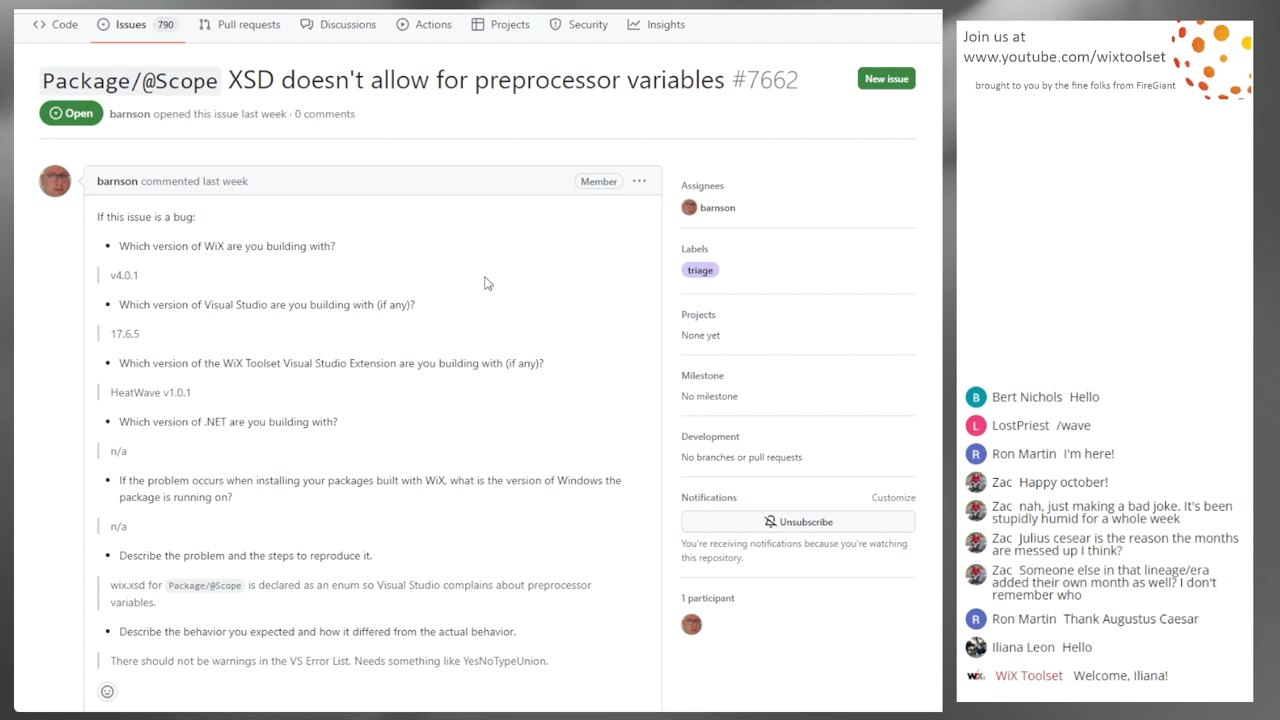 Code
Issues 790
Pull requests
Discussions
Actions
Projects
Security
Insights
Package/@Scope XSD doesn't allow for preprocessor variables #7662
New issue
Open
barnson opened this issue last week · 0 comments
barnson commented last week
Member
If this issue is a bug:
• Which version of WiX are you building with?
v4.0.1
• Which version of Visual Studio are you building with (if any)?
17.6.5
• Which version of the WiX Toolset Visual Studio Extension are you building with (if any)?
HeatWave v1.0.1
• Which version of .NET are you building with?
n/a
• If the problem occurs when installing your packages built with WiX, what is the version of Windows the
package is running on?
n/a
• Describe the problem and the steps to reproduce it.
wix.xsd for Package/@Scope is declared as an enum so Visual Studio complains about preprocessor
variables.
• Describe the behavior you expected and how it differed from the actual behavior.
There should not be warnings in the VS Error List. Needs something like YesNoTypeUnion.
Assignees
barnson
Labels
triage
Projects
None yet
Milestone
No milestone
Development
No branches or pull requests
Notifications
Customize
Unsubscribe
You're receiving notifications because you're watching
this repository.
1 participant
Join us at
www.youtube.com/wixtoolset
brought to you by the fine folks from FireGiant
B Bert Nichols Hello
L LostPriest /wave
R Ron Martin I'm here!
Zac Happy october!
Zac nah, just making a bad joke. It's been
stupidly humid for a whole week
Zac Julius cesear is the reason the months
are messed up I think?
Zac Someone else in that lineage/era
added their own month as well? I don't
remember who
R Ron Martin Thank Augustus Caesar
Iliana Leon Hello
WiX WiX Toolset Welcome, Iliana!